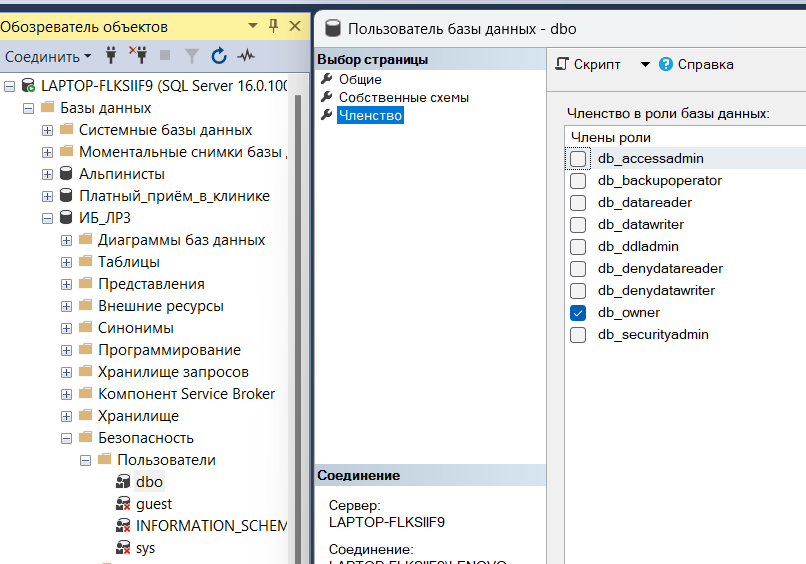 Обозреватель объектов
Соединить
LAPTOP-FLKSIIF9 (SQL Server 16.0.100
Базы данных
Системные базы данных
Моментальные снимки базы
Альпинисты
Платный_приём_в_клинике
ИБ_ЛР3
Диаграммы баз данных
Таблицы
Представления
Внешние ресурсы
Синонимы
Программирование
Хранилище запросов
Компонент Service Broker
Хранилище
Безопасность
Пользователи
dbo
guest
INFORMATION_SCHEM
sys
Пользователь базы данных - dbo
Выбор страницы
Общие
Собственные схемы
Членство
Соединение
Сервер:
LAPTOP-FLKSIIF9
Соединение:
LAPTOP-FLKSIIF9\LENOVO
Скрипт
Справка
Членство в роли базы данных:
Члены роли
db_accessadmin
db_backupoperator
db_datareader
db_datawriter
db_ddladmin
db_denydatareader
db_denydatawriter
db_owner
db_securityadmin